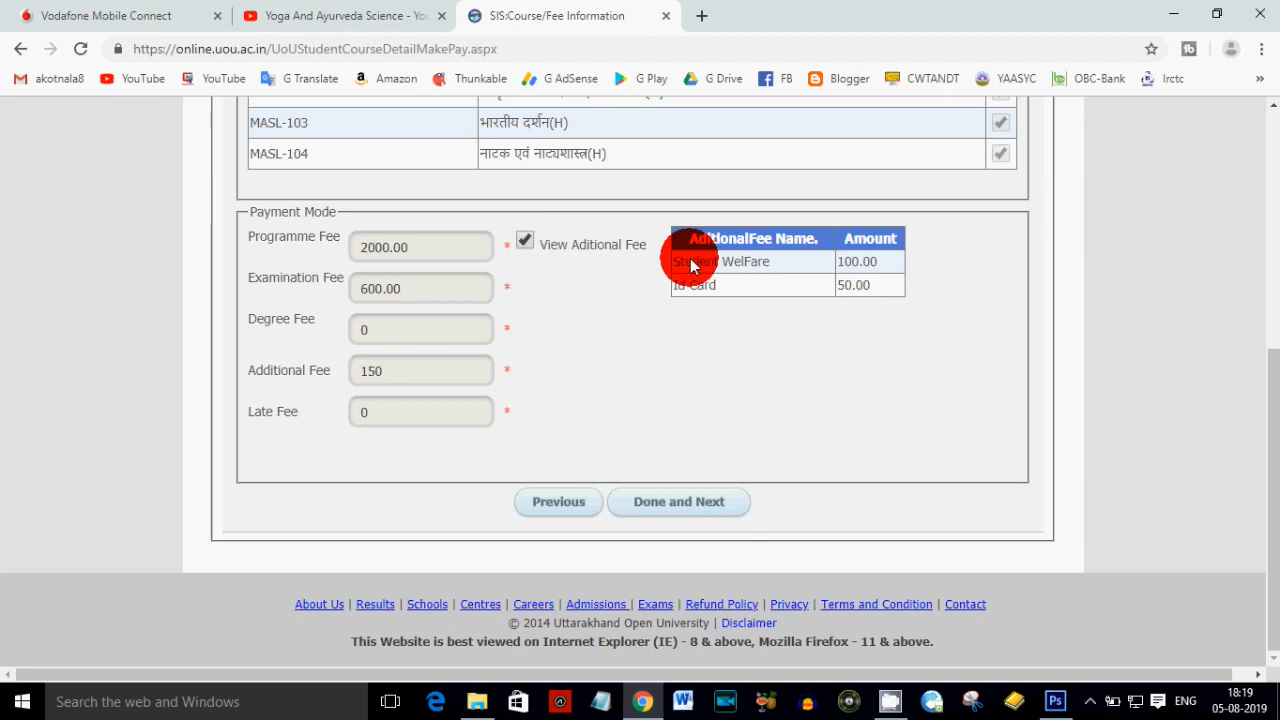 Vodafone Mobile Connect
Yoga And Ayurveda Science - You
SIS:Course/Fee Information
https://online.uou.ac.in/UoUStudentCourseDetailMakePay.aspx
akotnala8 YouTube YouTube G Translate Amazon Thunkable G AdSense G Play G Drive FB Blogger CWTANDT YAASYC OBC-Bank Irctc »
MASL-103 भारतीय दर्शन(H)
MASL-104 नाटक एवं नाट्यशास्त्र(H)
Payment Mode
Programme Fee 2000.00 * View Aditional Fee
Examination Fee 600.00 *
Degree Fee 0 *
Additional Fee 150 *
Late Fee 0 *
AditionalFee Name. Amount
Student WelFare 100.00
Id Card 50.00
Previous Done and Next
About Us | Results | Schools | Centres | Careers | Admissions | Exams | Refund Policy | Privacy | Terms and Condition | Contact
© 2014 Uttarakhand Open University | Disclaimer
This Website is best viewed on Internet Explorer (IE) - 8 & above, Mozilla Firefox - 11 & above.
Search the web and Windows
ENG
18:19
05-08-2019